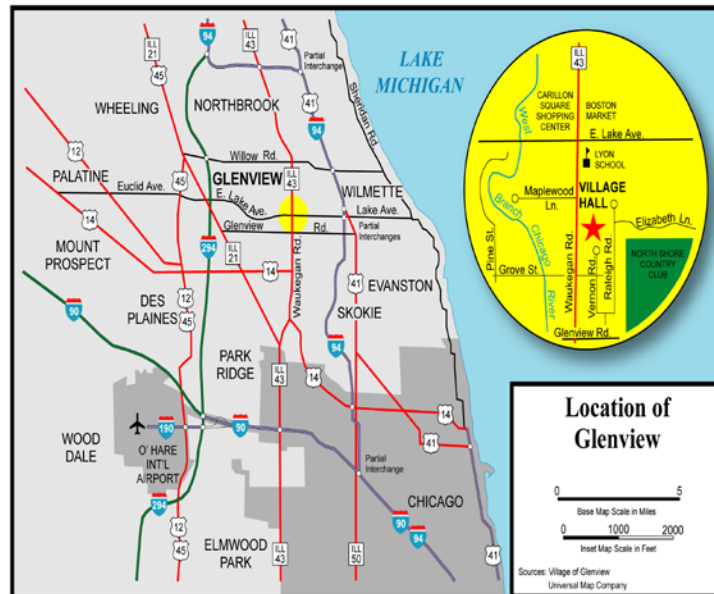 ILL
21
45
94
ILL
43
41
Partial
Interchange
LAKE
MICHIGAN
WHEELING
NORTHBROOK
41
94
Sheridan Rd.
12
PALATINE
45
Willow Rd.
GLENVIEW
ILL
43
WILMETTE
Euclid Ave.
E. Lake Ave.
Lake Ave.
14
Glenview Rd.
Partial
Interchanges
MOUNT
PROSPECT
294
ILL
21
14
Waukegan Rd.
41
EVANSTON
SKOKIE
12
45
DES
PLAINES
90
94
PARK
RIDGE
ILL
43
14
14
41
WOOD
DALE
190
90
O' HARE
INT'L
AIRPORT
Partial
Interchange
294
12
45
CHICAGO
90
94
ELMWOOD
PARK
ILL
43
ILL
50
41
ILL
43
CARILLON
SQUARE
SHOPPING
CENTER
BOSTON
MARKET
E. Lake Ave.
LYON
SCHOOL
West
Branch
Chicago
River
Maplewood
Ln.
VILLAGE
HALL
Elizabeth Ln.
Pine St.
Waukegan Rd.
Vernon Rd.
Raleigh Rd.
NORTH SHORE
COUNTRY
CLUB
Grove St.
Glenview Rd.
Location of
Glenview
0 5
Base Map Scale in Miles
0 1000 2000
Inset Map Scale in Feet
Sources: Village of Glenview
Universal Map Company